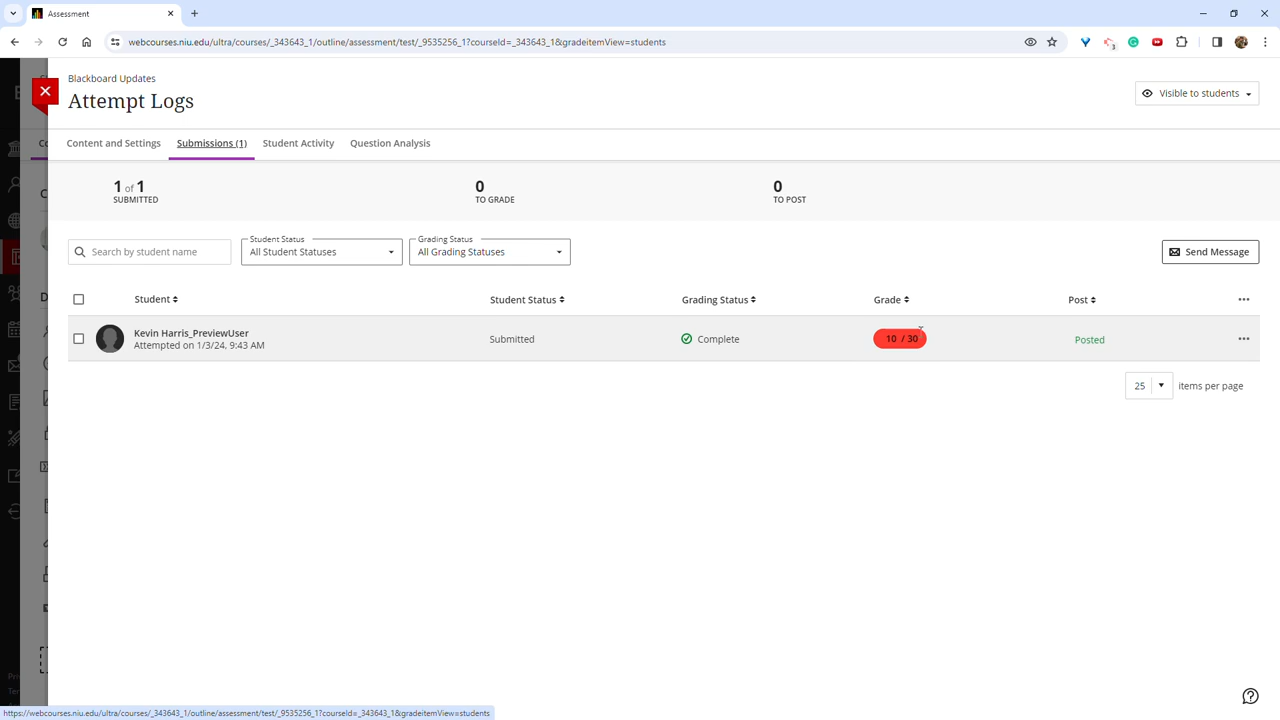 Assessment
webcourses.niu.edu/ultra/courses/_343643_1/outline/assessment/test/_9535256_1?courseId=_343643_1&gradeitemView=students
Blackboard Updates
Attempt Logs
Visible to students
Content and Settings
Submissions (1)
Student Activity
Question Analysis
1 of 1
SUBMITTED
0
TO GRADE
0
TO POST
Search by student name
Student Status
All Student Statuses
Grading Status
All Grading Statuses
Send Message
Student
Student Status
Grading Status
Grade
Post
Kevin Harris_PreviewUser
Attempted on 1/3/24, 9:43 AM
Submitted
Complete
10 / 30
Posted
25
items per page
https://webcourses.niu.edu/ultra/courses/_343643_1/outline/assessment/test/_9535256_1?courseId=_343643_1&gradeitemView=students